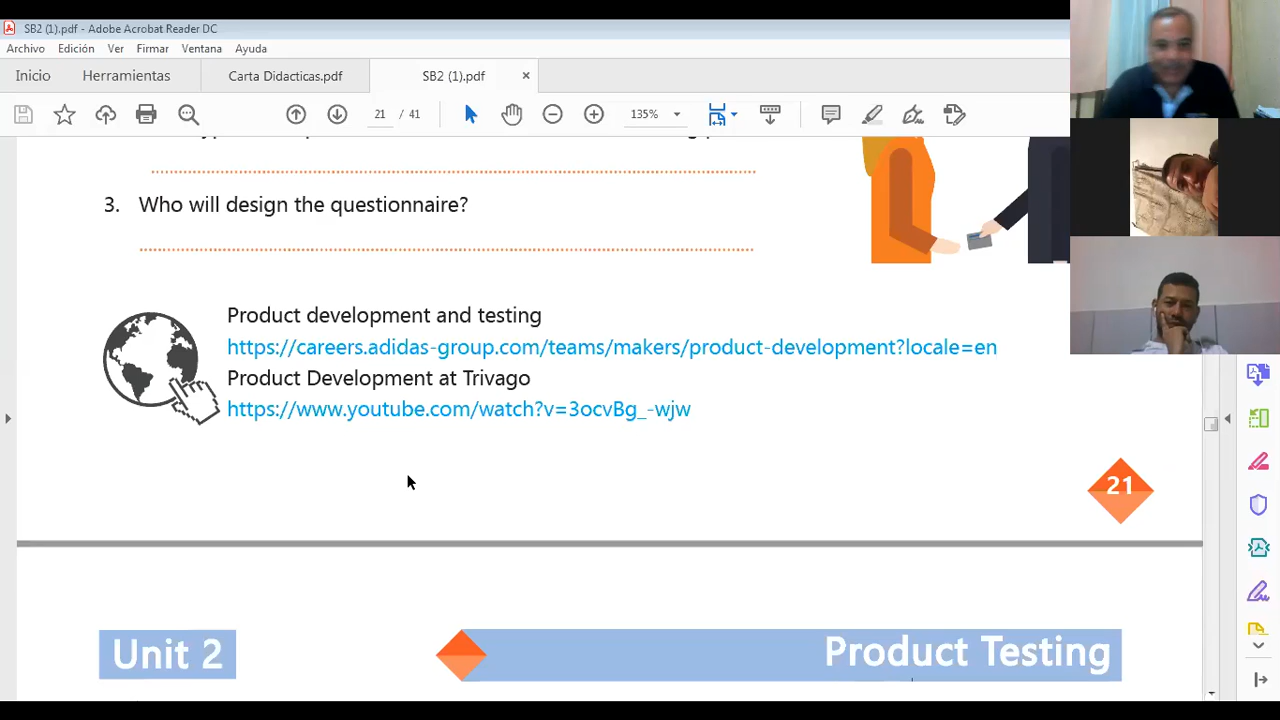 SB2 (1).pdf - Adobe Acrobat Reader DC
Archivo Edición Ver Firmar Ventana Ayuda
Inicio Herramientas Carta Didacticas.pdf SB2 (1).pdf ×
21 / 41 135%
3. Who will design the questionnaire?
Product development and testing
https://careers.adidas-group.com/teams/makers/product-development?locale=en
Product Development at Trivago
https://www.youtube.com/watch?v=3ocvBg_-wjw
21
Unit 2 Product Testing